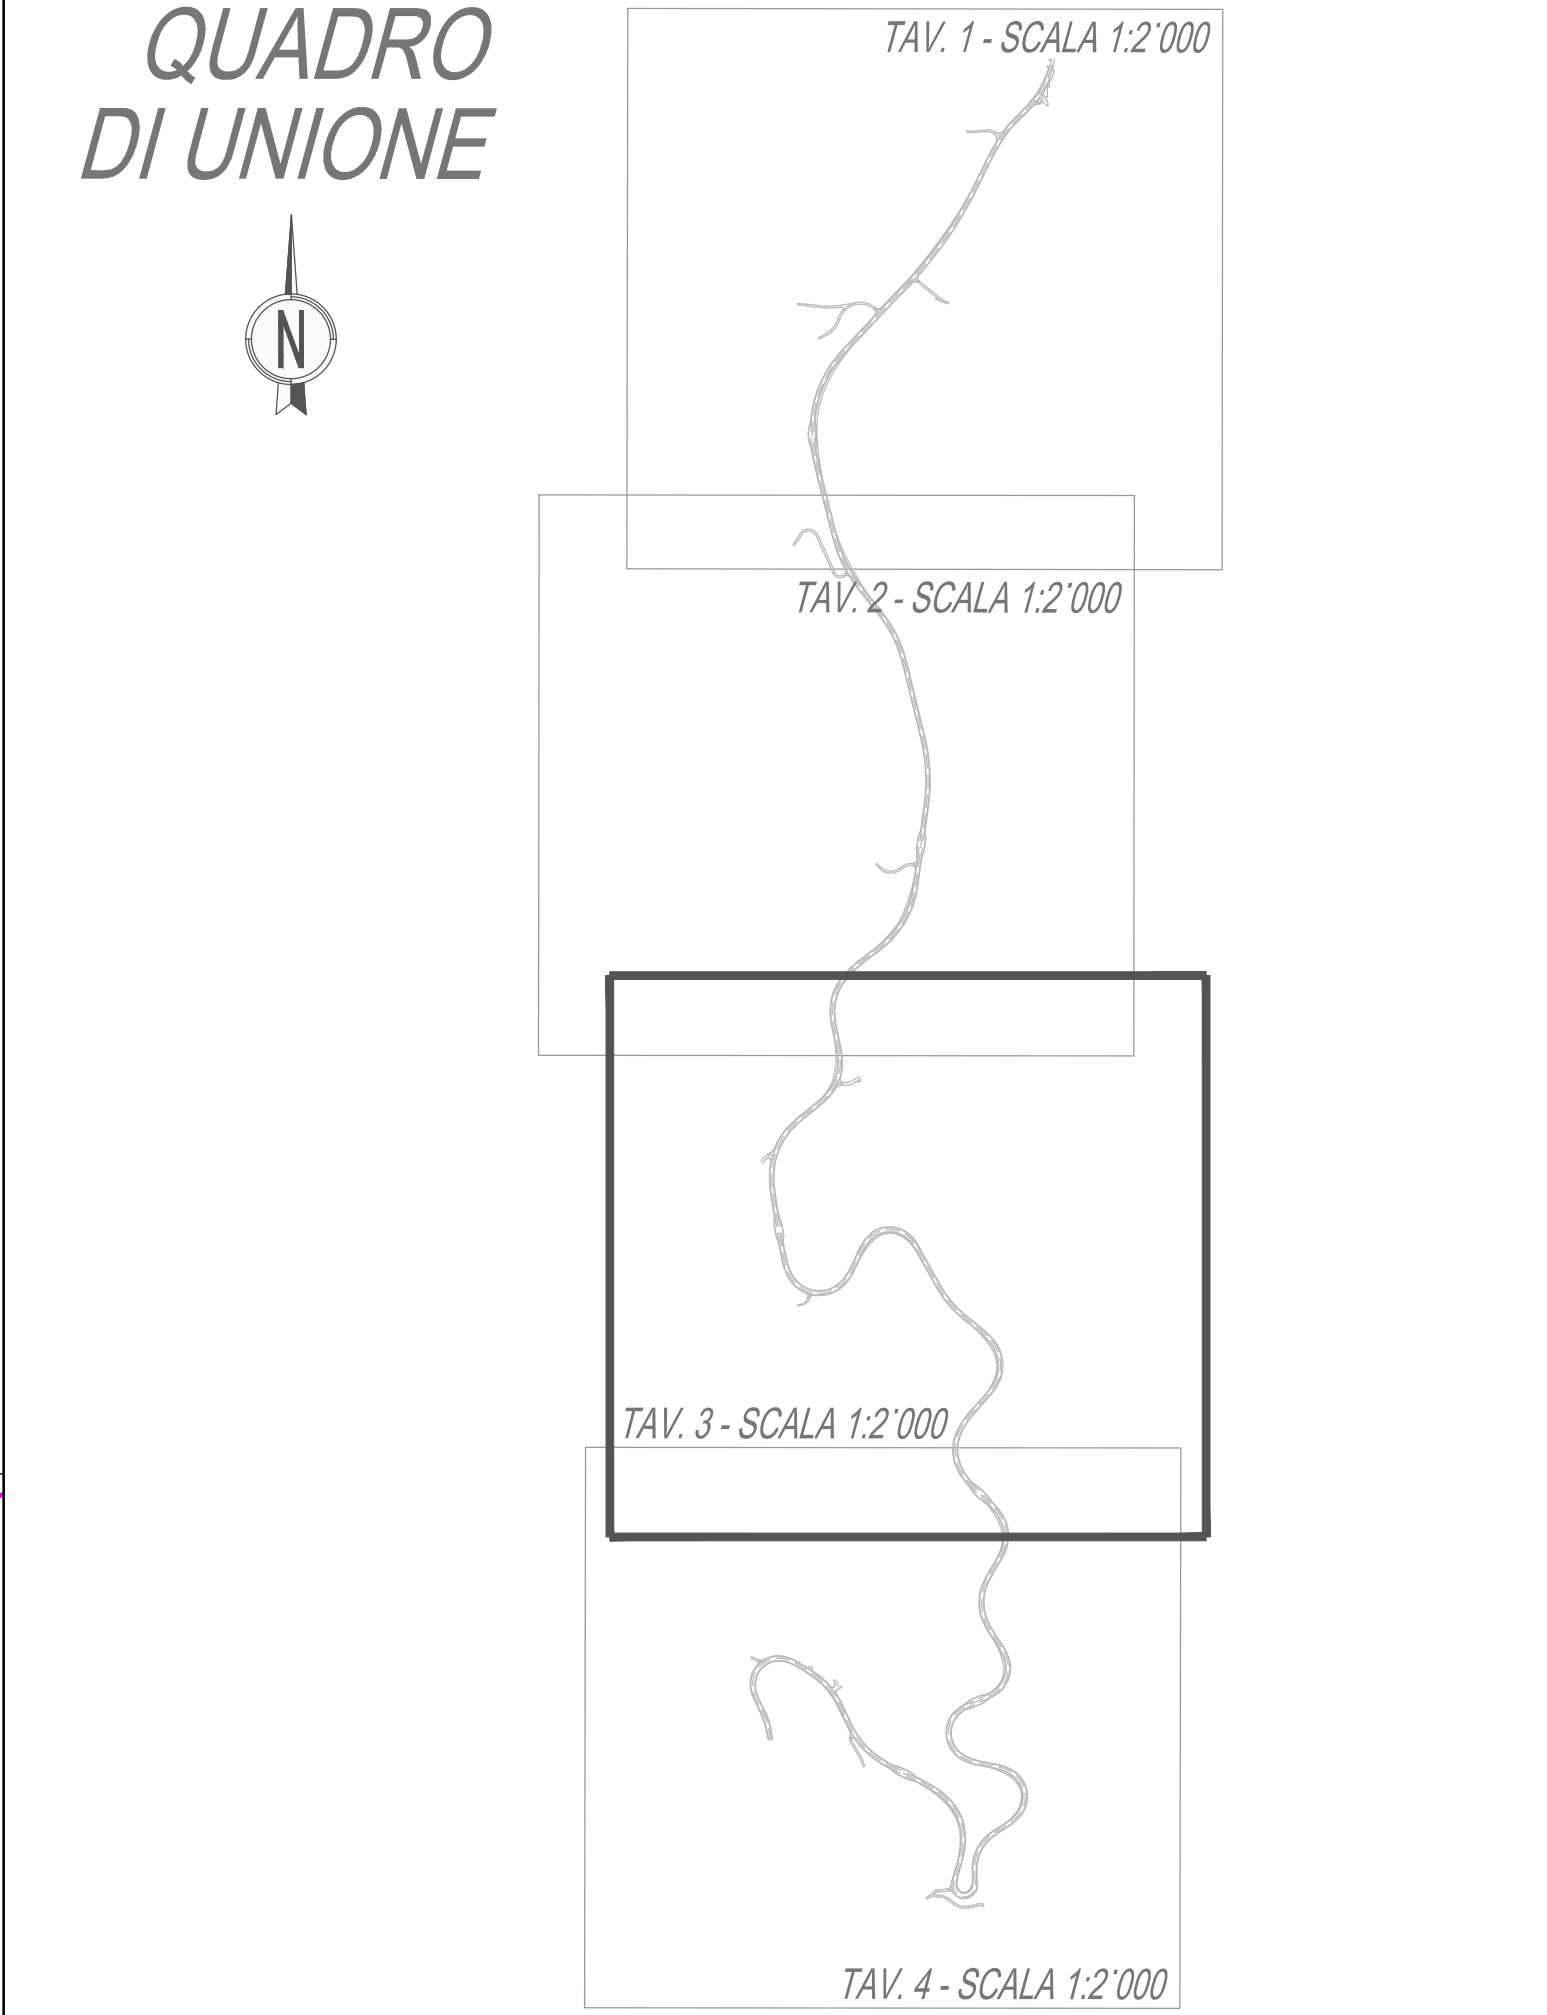 QUADRO
DI UNIONE
N
TAV. 1 - SCALA 1:2˙000
TAV. 2 - SCALA 1:2˙000
TAV. 3 - SCALA 1:2˙000
TAV. 4 - SCALA 1:2˙000